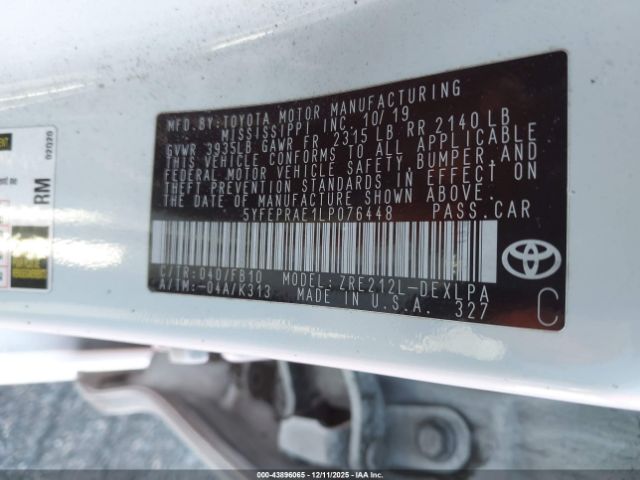 MFD. BY: TOYOTA MOTOR MANUFACTURING
MISSISSIPPI INC. 10/19
GVWR 3935LB GAWR FR 2315 LB RR 2140 LB
THIS VEHICLE CONFORMS TO ALL APPLICABLE
FEDERAL MOTOR VEHICLE SAFETY, BUMPER, AND
THEFT PREVENTION STANDARDS IN EFFECT ON
THE DATE OF MANUFACTURE SHOWN ABOVE.
5YFEPRAE1LP076448 PASS.CAR
C/TR:040/FB10 MODEL: ZRE212L-DEXLPA
A/TM:-04A/K313 MADE IN U.S.A. 327
C
RM
02020
000-43896065 - 12/11/2025 - IAAI.COM